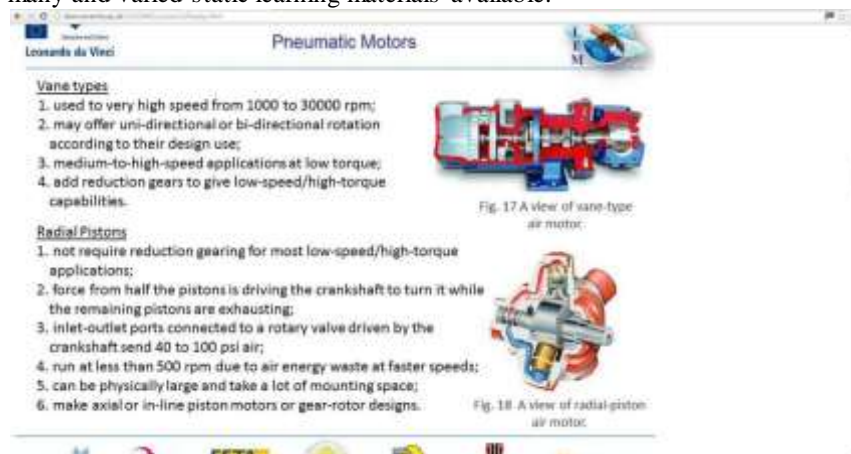 many and varied static learning materials available.
Leonardo da Vinci
Pneumatic Motors
L
E
M
Vane types
1. used to very high speed from 1000 to 30000 rpm;
2. may offer uni-directional or bi-directional rotation
according to their design use;
3. medium-to-high-speed applications at low torque;
4. add reduction gears to give low-speed/high-torque
capabilities.
Fig. 17 A view of vane-type
air motor.
Radial Pistons
1. not require reduction gearing for most low-speed/high-torque
applications;
2. force from half the pistons is driving the crankshaft to turn it while
the remaining pistons are exhausting;
3. inlet-outlet ports connected to a rotary valve driven by the
crankshaft send 40 to 100 psi air;
4. run at less than 500 rpm due to air energy waste at faster speeds;
5. can be physically large and take a lot of mounting space;
6. make axial or in-line piston motors or gear-rotor designs.
Fig. 18 A view of radial-piston
air motor.